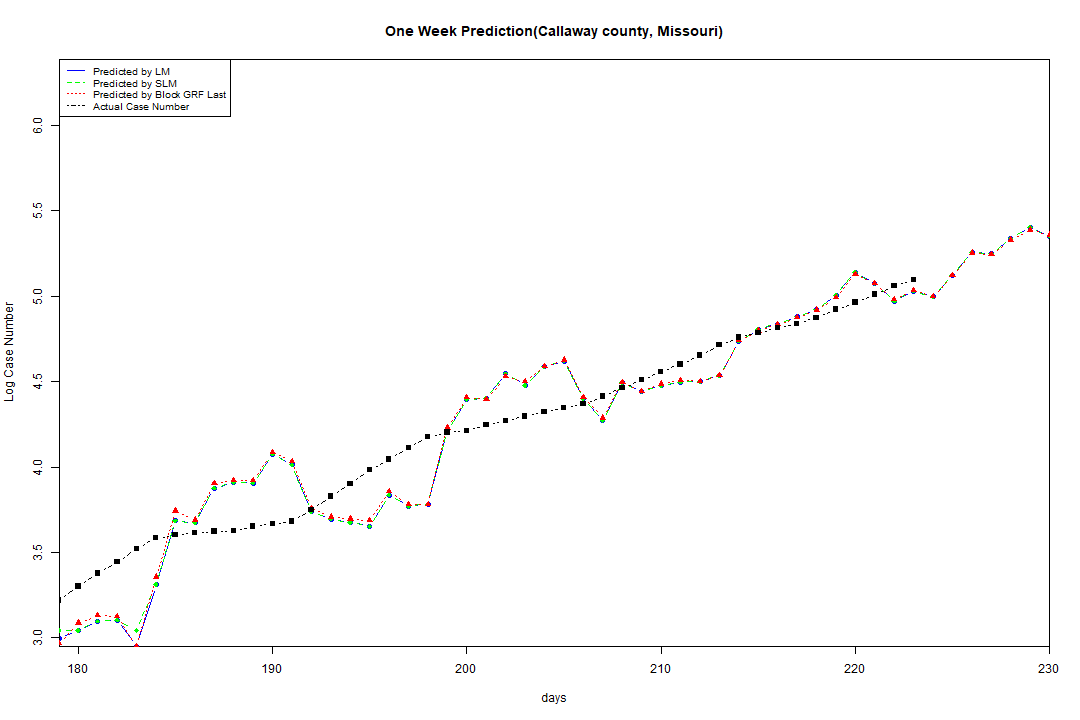 One Week Prediction(Callaway county, Missouri)
Predicted by LM
Predicted by SLM
Predicted by Block GRF Last
Actual Case Number
6.0
5.5
5.0
4.5
4.0
3.5
3.0
Log Case Number
180 190 200 210 220 230
days